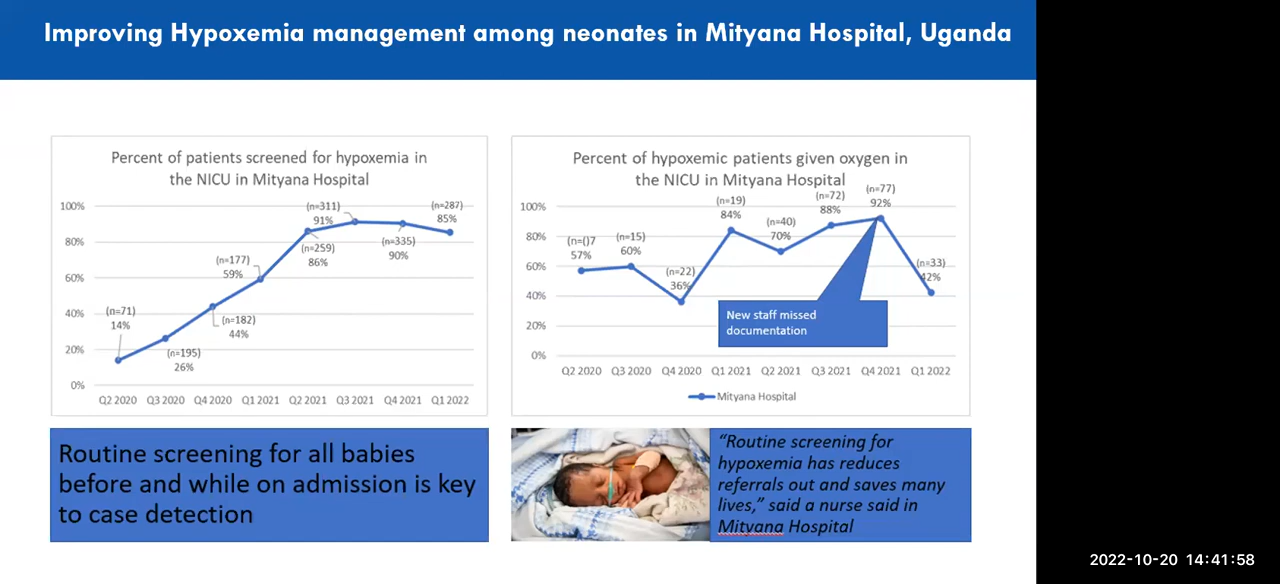 Improving Hypoxemia management among neonates in Mityana Hospital, Uganda
Percent of patients screened for hypoxemia in
the NICU in Mityana Hospital
100%
80%
60%
40%
20%
0%
(n=71)
14%
(n=195)
26%
(n=182)
44%
(n=177)
59%
(n=259)
86%
(n=311)
91%
(n=335)
90%
(n=287)
85%
Q2 2020 Q3 2020 Q4 2020 Q1 2021 Q2 2021 Q3 2021 Q4 2021 Q1 2022
Percent of hypoxemic patients given oxygen in
the NICU in Mityana Hospital
100%
80%
60%
40%
20%
0%
(n=()7
57%
(n=15)
60%
(n=22)
36%
(n=19)
84%
(n=40)
70%
(n=72)
88%
(n=77)
92%
(n=33)
42%
New staff missed
documentation
Q2 2020 Q3 2020 Q4 2020 Q1 2021 Q2 2021 Q3 2021 Q4 2021 Q1 2022
Mityana Hospital
Routine screening for all babies
before and while on admission is key
to case detection
“Routine screening for
hypoxemia has reduces
referrals out and saves many
lives,” said a nurse said in
Mityana Hospital
2022-10-20 14:41:58